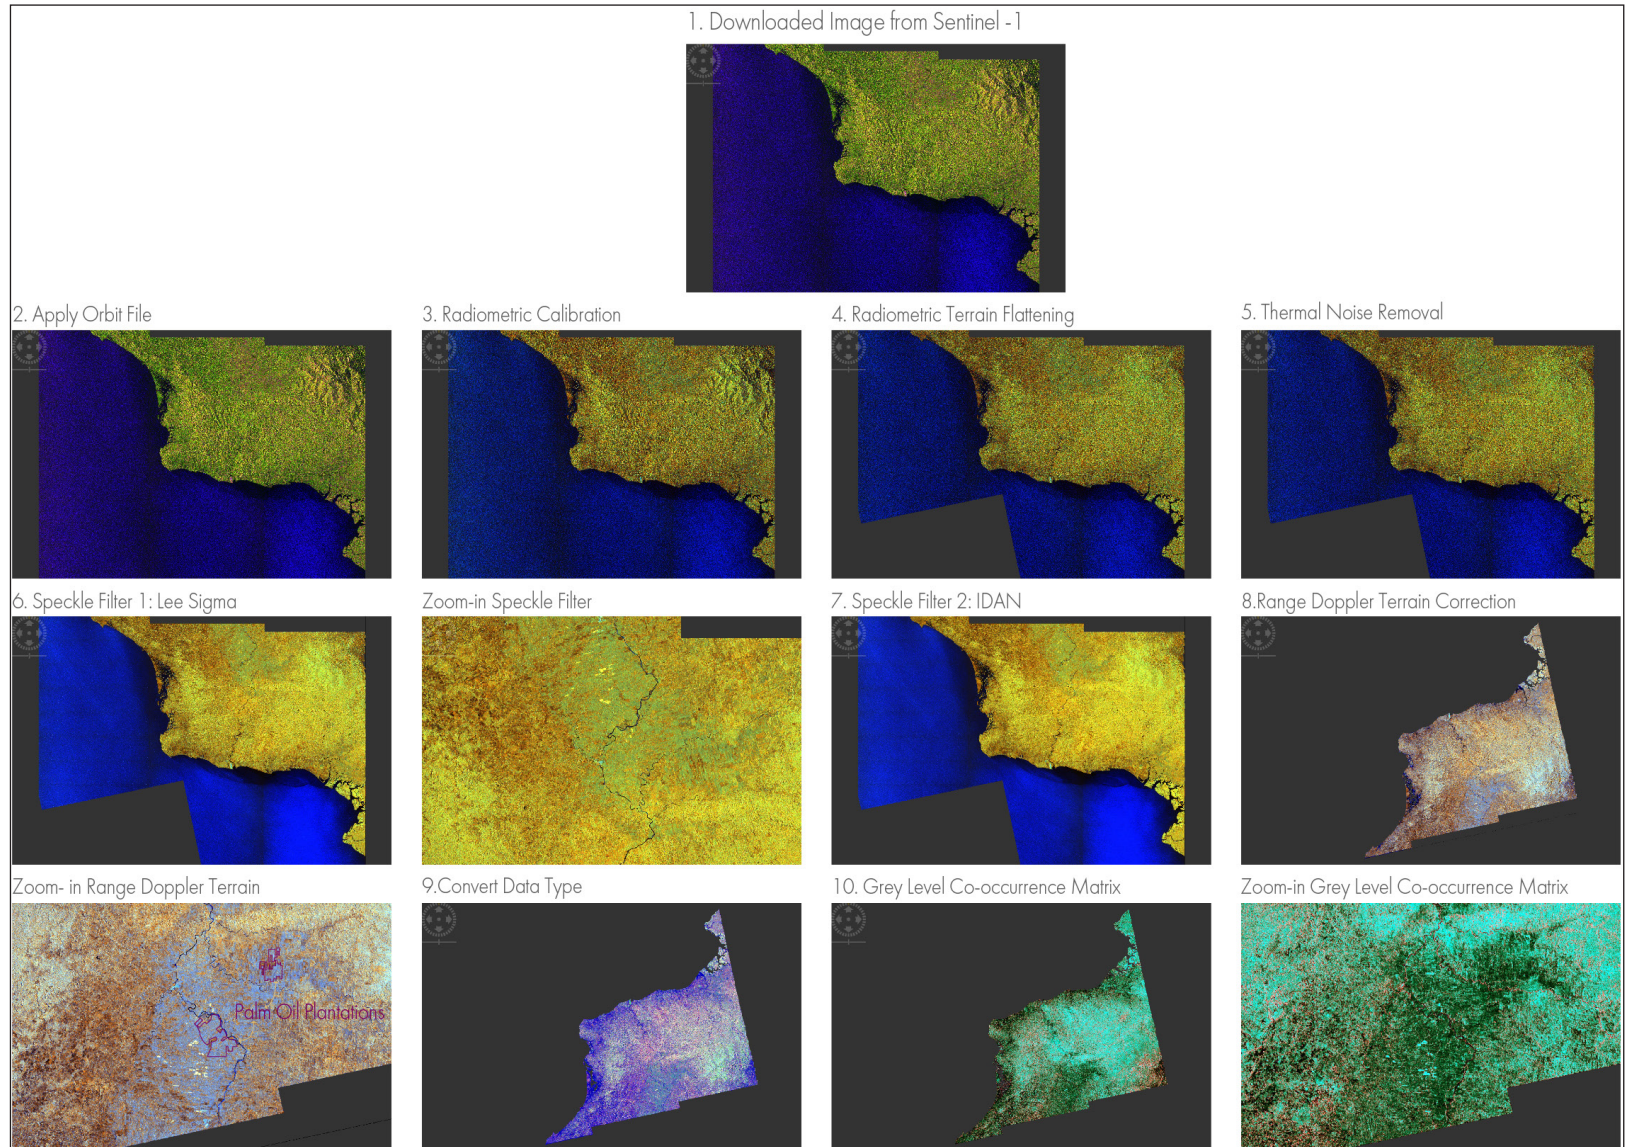 1. Downloaded Image from Sentinel -1
2. Apply Orbit File
3. Radiometric Calibration
4. Radiometric Terrain Flattening
5. Thermal Noise Removal
6. Speckle Filter 1: Lee Sigma
Zoom-in Speckle Filter
7. Speckle Filter 2: IDAN
8.Range Doppler Terrain Correction
Zoom- in Range Doppler Terrain
9.Convert Data Type
10. Grey Level Co-occurrence Matrix
Zoom-in Grey Level Co-occurrence Matrix
Palm Oil Plantations